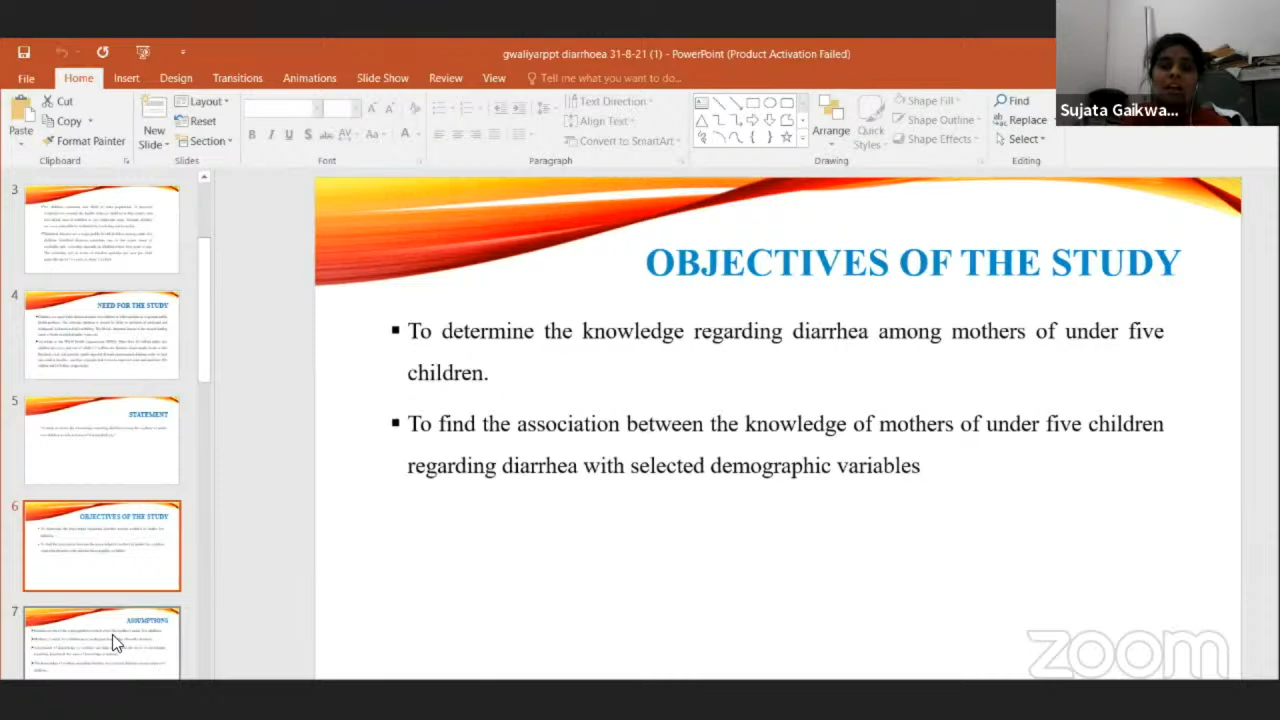 gwaliyarppt diarrhoea 31-8-21 (1) - PowerPoint (Product Activation Failed)
File Home Insert Design Transitions Animations Slide Show Review View Tell me what you want to do...
Sujata Gaikwa...
Cut
Copy
Format Painter
Paste
Clipboard
New
Slide
Layout
Reset
Section
Slides
Font
Text Direction
Align Text
Convert to SmartArt
Paragraph
Arrange
Quick
Styles
Shape Fill
Shape Outline
Shape Effects
Drawing
Find
Replace
Select
Editing
3
4
NEED FOR THE STUDY
5
STATEMENT
6
OBJECTIVES OF THE STUDY
7
ASSUMPTIONS
OBJECTIVES OF THE STUDY
▪ To determine the knowledge regarding diarrhea among mothers of under five
children.
▪ To find the association between the knowledge of mothers of under five children
regarding diarrhea with selected demographic variables
zoom